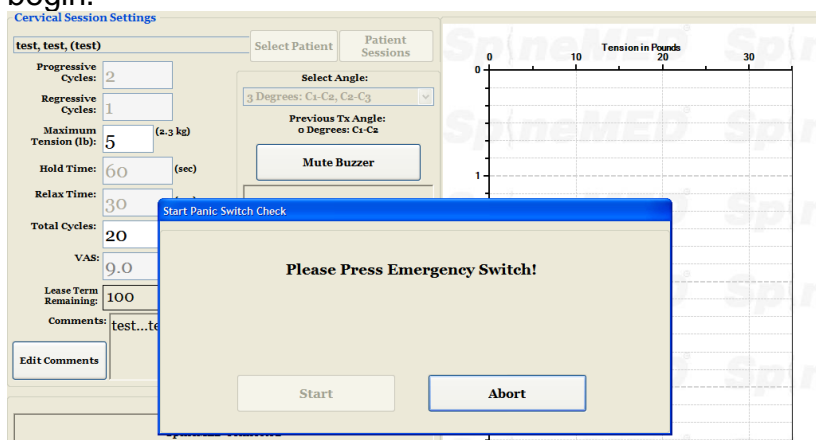 begin.
Cervical Session Settings
test, test, (test)
Select Patient
Patient
Sessions
Progressive
Cycles: 2
Regressive
Cycles: 1
Maximum
Tension (lb): 5 (2.3 kg)
Hold Time: 60 (sec)
Relax Time: 30
Total Cycles: 20
VAS: 9.0
Lease Term
Remaining: 100
Comments: test...te
Edit Comments
Select Angle:
3 Degrees: C1-C2, C2-C3
Previous Tx Angle:
0 Degrees: C1-C2
Mute Buzzer
Start Panic Switch Check
Please Press Emergency Switch!
Start
Abort
Tension in Pounds
0 10 20 30
0
1
SpineMED
SpineMED